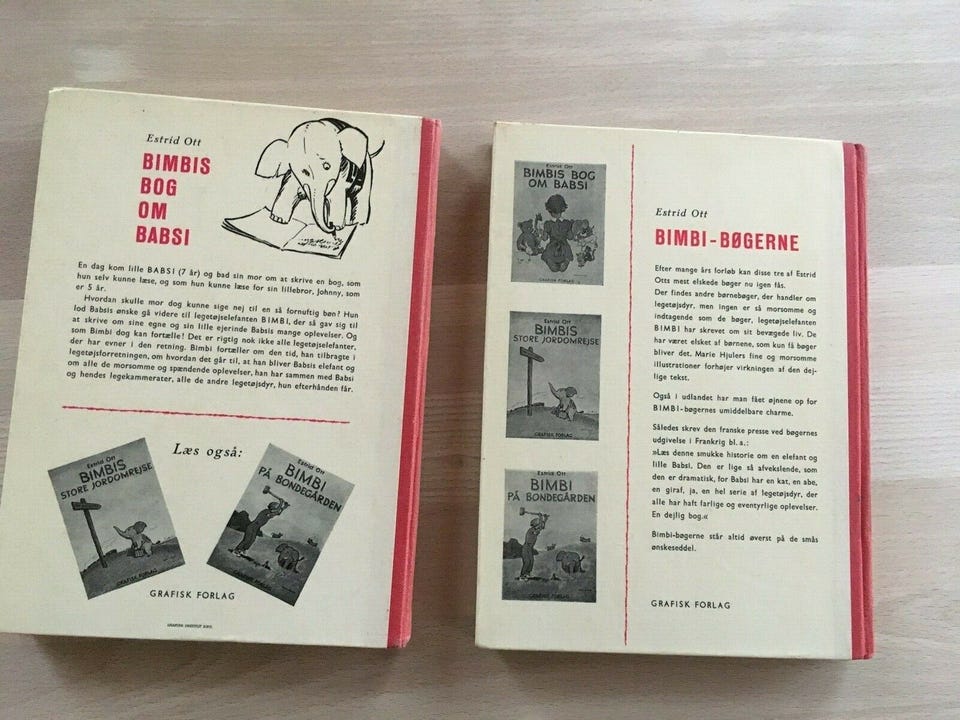 Estrid Ott
BIMBIS
BOG
OM
BABSI
En dag kom lille BABSI (7 år) og bad sin mor om at skrive en bog, som
hun selv kunne læse, og som hun kunne læse for sin lillebror, Johnny, som
er 5 år.
Hvordan skulle mor dog kunne sige nej til en så fornuftig bøn? Hun
lod Babsis ønske gå videre til legetøjselefanten BIMBI, der så gav sig til
at skrive om sine egne og sin lille ejerinde Babsis mange oplevelser. Og
som Bimbi dog kan fortælle! Det er rigtig nok ikke alle legetøjselefanter,
der har evner i den retning. Bimbi fortæller om den tid, han tilbragte i
legetøjsforretningen, om hvordan det går til, at han bliver Babsis elefant og
om alle de morsomme og spændende oplevelser, han har sammen med Babsi
og hendes legekammerater, alle de andre legetøjsdyr, hun efterhånden får.
Læs også:
Estrid Ott
BIMBIS
STORE JORDOMREJSE
GRAFISK FORLAG
Estrid Ott
BIMBI
PÅ BONDEGÅRDEN
GRAFISK FORLAG
GRAFISK FORLAG
Estrid Ott
BIMBIS BOG
OM BABSI
GRAFISK FORLAG
BIMBIS
STORE JORDOMREJSE
GRAFISK FORLAG
Estrid Ott
BIMBI
PÅ BONDEGÅRDEN
GRAFISK FORLAG
Estrid Ott
BIMBI-BØGERNE
Efter mange års forløb kan disse tre af Estrid
Otts mest elskede bøger nu igen fås.
Der findes andre børnebøger, der handler om
legetøjsdyr, men ingen er så morsomme og
indtagende som de bøger, legetøjselefanten
BIMBI har skrevet om sit bevægede liv. De
har været elsket af børnene, som kun få bøger
bliver det. Marie Hjulers fine og morsomme
illustrationer forhøjer virkningen af den dej-
lige tekst.
Også i udlandet har man fået øjnene op for
BIMBI-bøgernes umiddelbare charme.
Således skrev den franske presse ved bøgernes
udgivelse i Frankrig bl. a.:
»Læs denne smukke historie om en elefant og
lille Babsi. Den er lige så afvekslende, som
den er dramatisk, for Babsi har en kat, en abe,
en giraf, ja, en hel serie af legetøjsdyr, der
alle har haft farlige og eventyrlige oplevelser.
En dejlig bog.«
Bimbi-bøgerne står altid øverst på de smås
ønskeseddel.
GRAFISK FORLAG